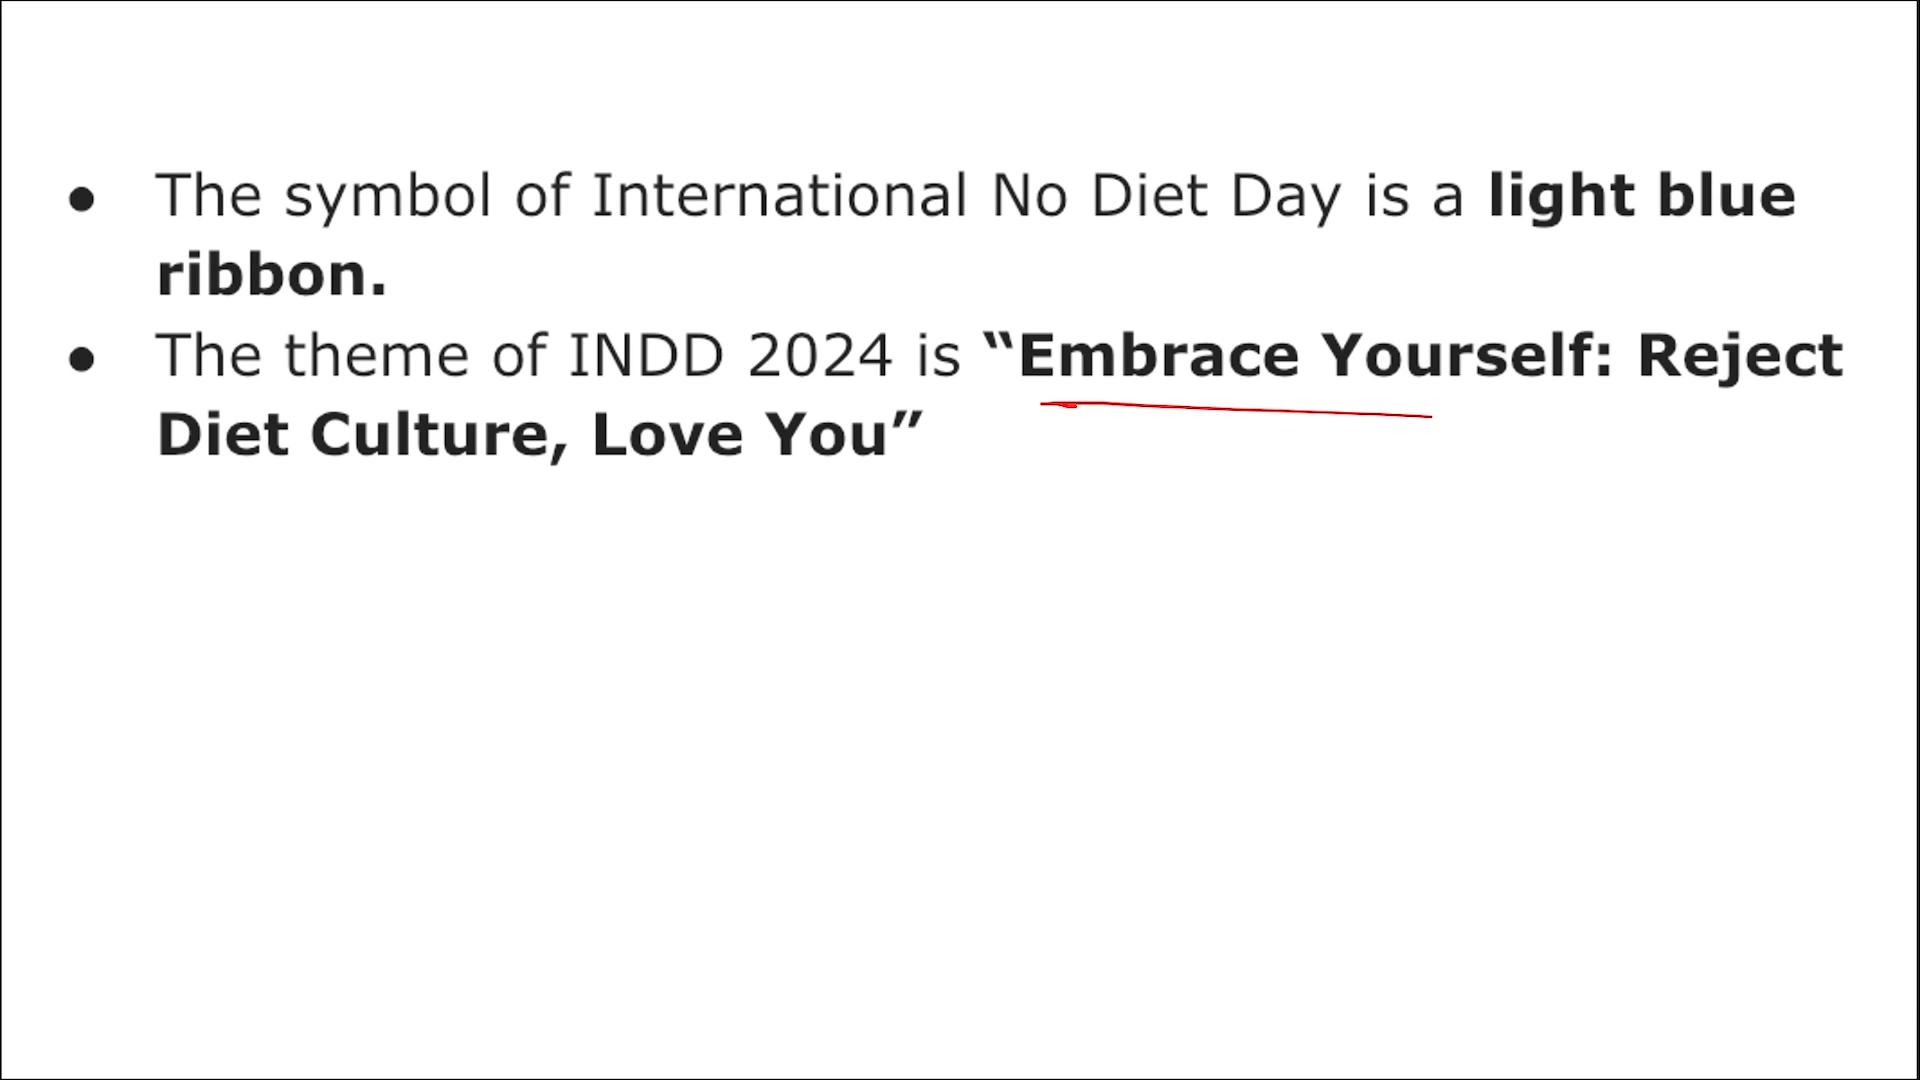 ● The symbol of International No Diet Day is a light blue
ribbon.
● The theme of INDD 2024 is “Embrace Yourself: Reject
Diet Culture, Love You”